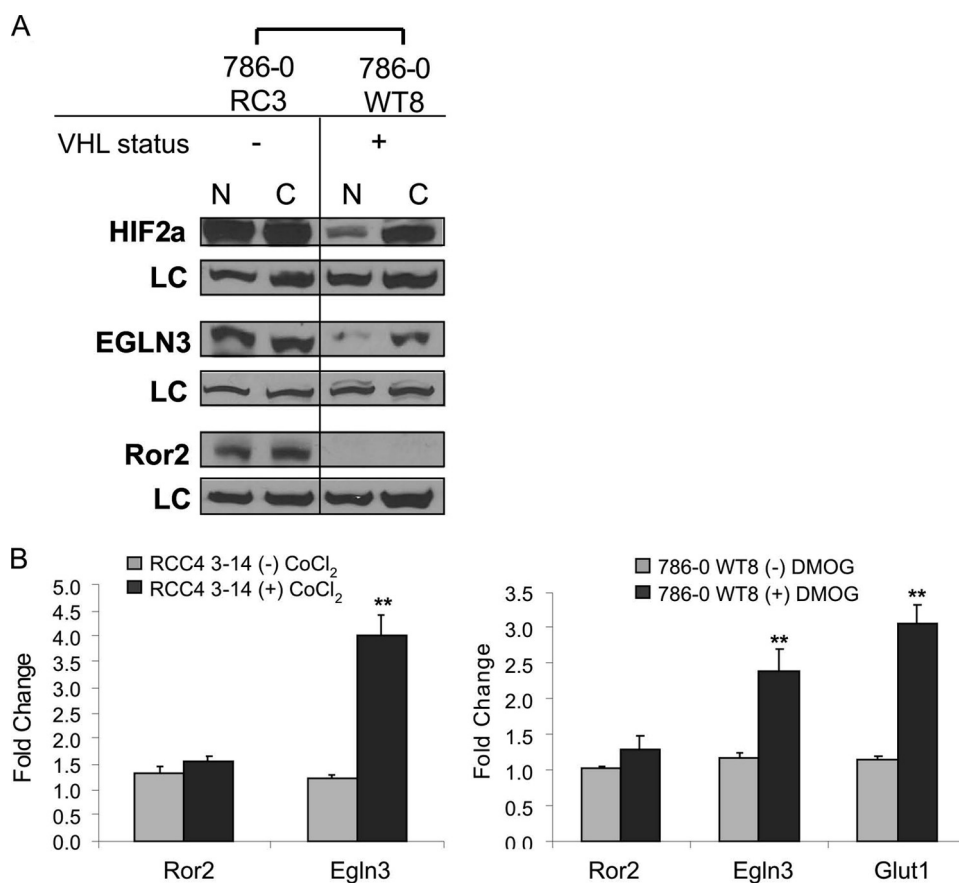 A
786-0 786-0
RC3 WT8
VHL status - +
N C N C
HIF2a
LC
EGLN3
LC
Ror2
LC
B
RCC4 3-14 (-) CoCl2
RCC4 3-14 (+) CoCl2
Fold Change
5.0
4.5
4.0
3.5
3.0
2.5
2.0
1.5
1.0
0.5
0.0
**
Ror2 Egln3
786-0 WT8 (-) DMOG
786-0 WT8 (+) DMOG
Fold Change
3.5
3.0
2.5
2.0
1.5
1.0
0.5
0.0
** **
Ror2 Egln3 Glut1